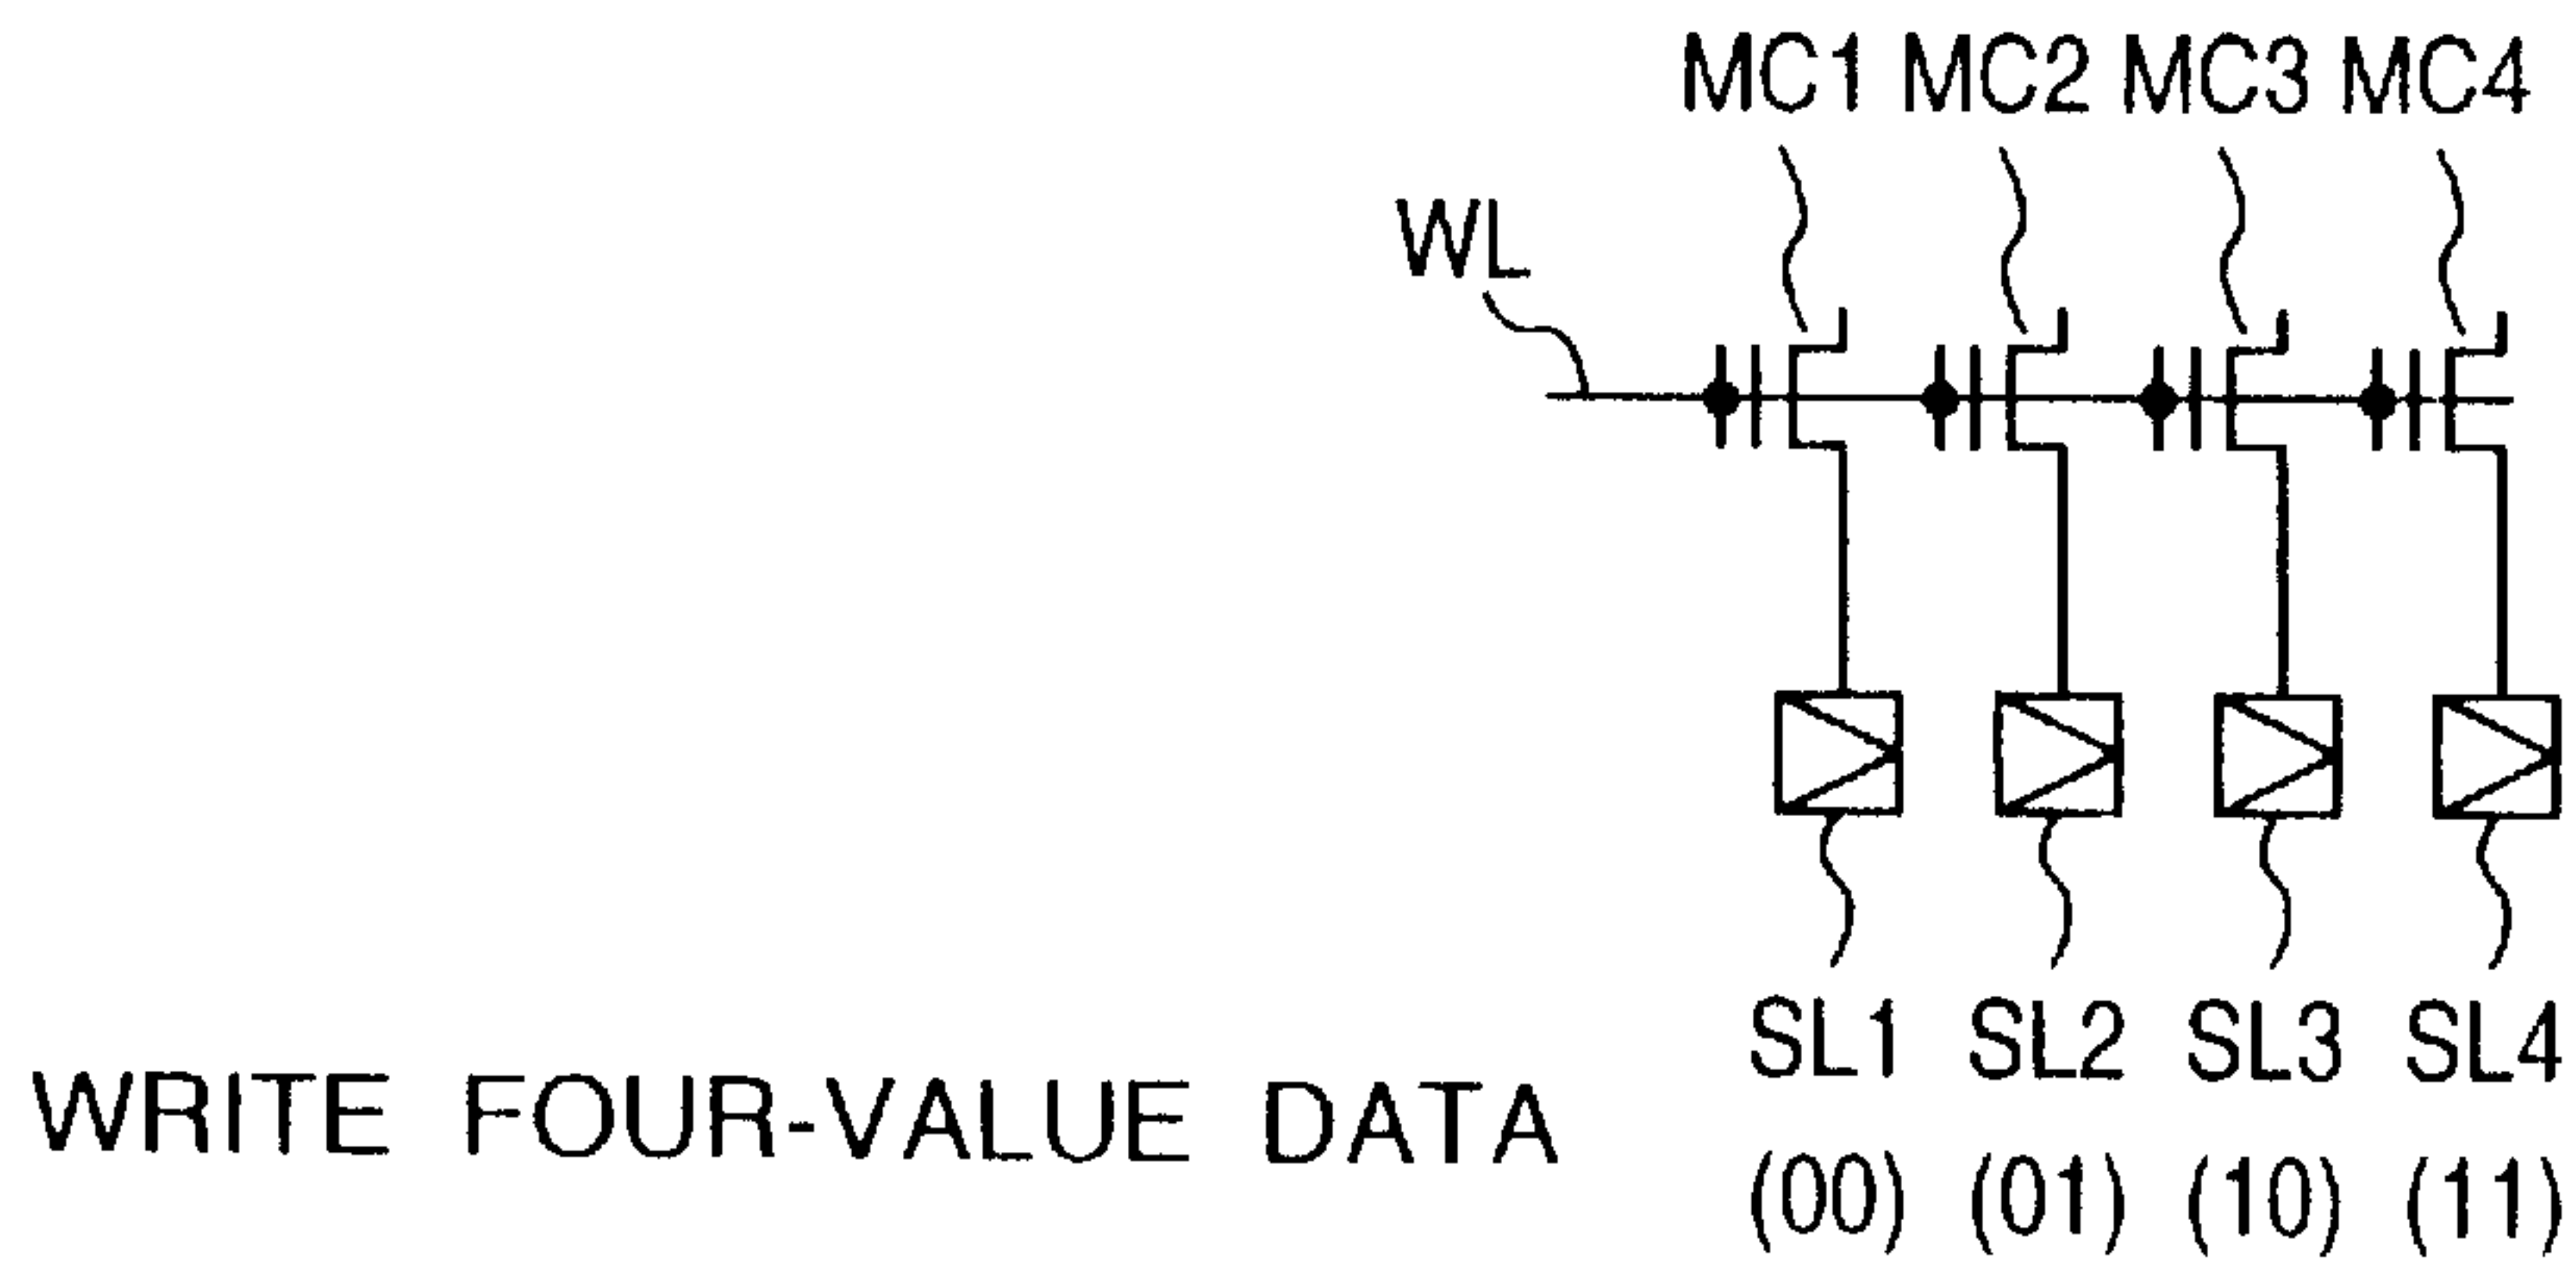 MC1 MC2 MC3 MC4
WL
SL1 SL2 SL3 SL4
WRITE FOUR-VALUE DATA
(00) (01) (10) (11)